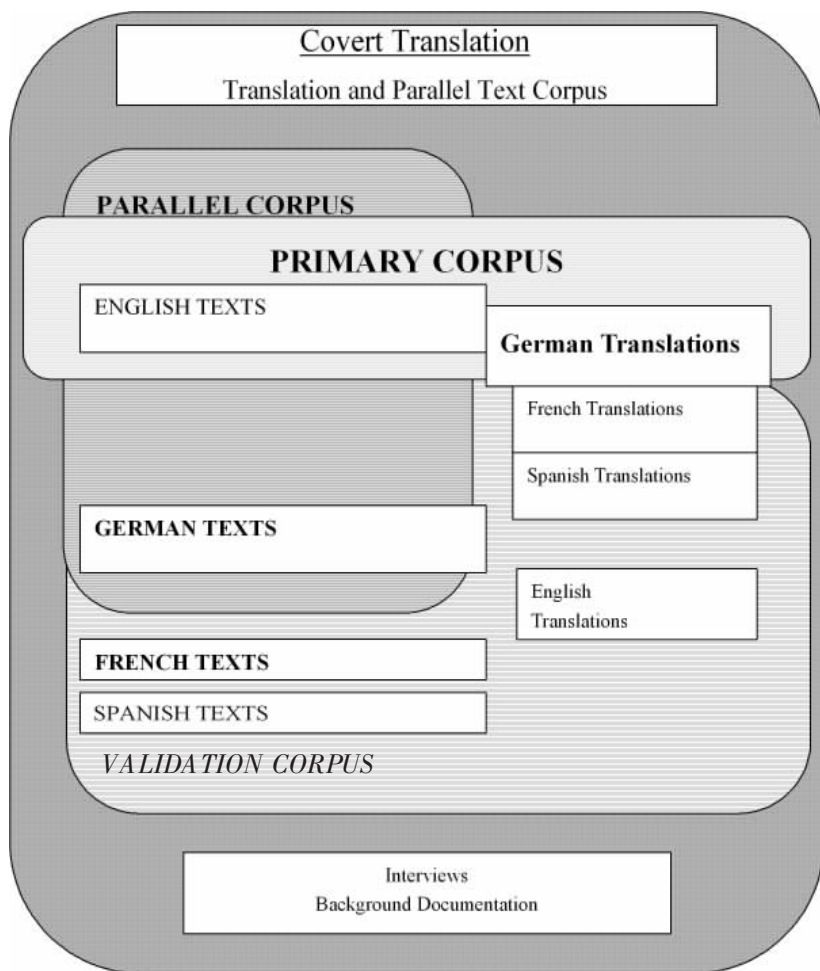 Covert Translation
Translation and Parallel Text Corpus
PARALLEL CORPUS
PRIMARY CORPUS
ENGLISH TEXTS
German Translations
French Translations
Spanish Translations
GERMAN TEXTS
English
Translations
FRENCH TEXTS
SPANISH TEXTS
VALIDATION CORPUS
Interviews
Background Documentation